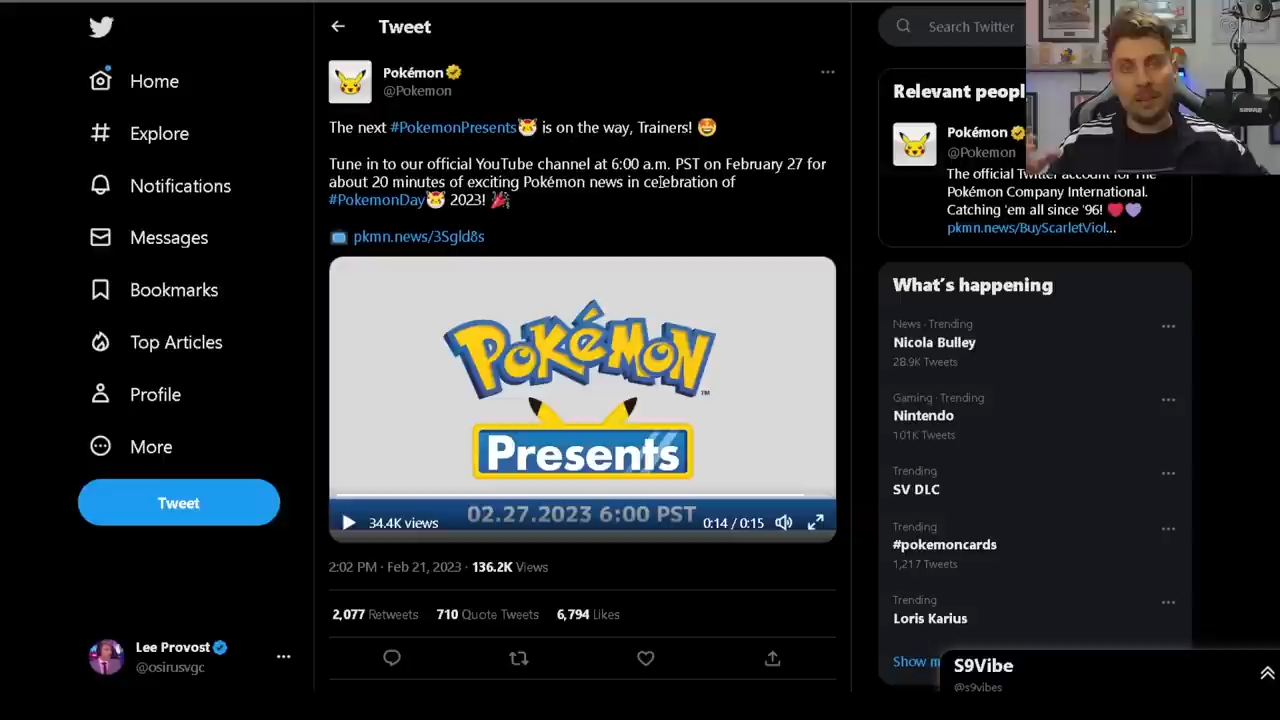 Home
Explore
Notifications
Messages
Bookmarks
Top Articles
Profile
More
Tweet
Lee Provost
@osirusvgc
Tweet
Pokémon
@Pokemon
The next #PokemonPresents is on the way, Trainers!
Tune in to our official YouTube channel at 6:00 a.m. PST on February 27 for
about 20 minutes of exciting Pokémon news in celebration of
#PokemonDay 2023!
pkmn.news/3Sgld8s
POKéMON
TM
Presents
02.27.2023 6:00 PST
34.4K views
0:14 / 0:15
2:02 PM · Feb 21, 2023 · 136.2K Views
2,077 Retweets 710 Quote Tweets 6,794 Likes
Search Twitter
Relevant peopl
Pokémon
@Pokemon
The official Twitter account for The
Pokémon Company International.
Catching 'em all since '96!
pkmn.news/BuyScarletViol...
What's happening
News · Trending
Nicola Bulley
28.9K Tweets
Gaming · Trending
Nintendo
101K Tweets
Trending
SV DLC
Trending
#pokemoncards
1,217 Tweets
Trending
Loris Karius
Show m
S9Vibe
@s9vibes
SHURE